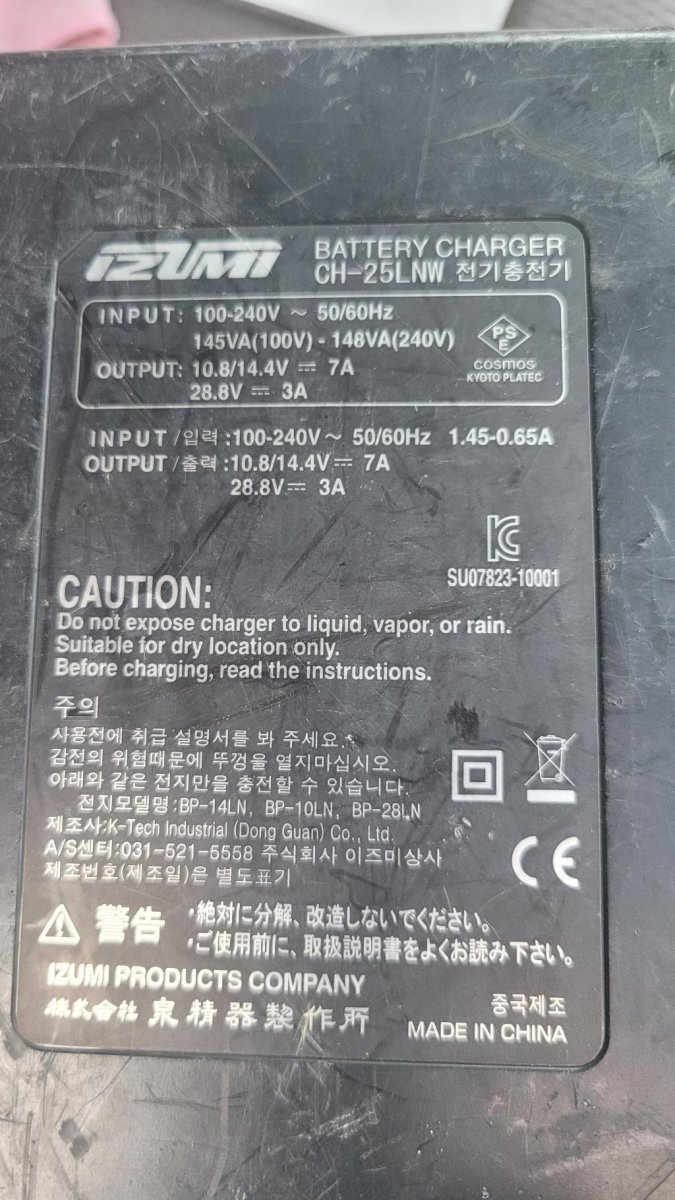 IZUMI
BATTERY CHARGER
CH-25LNW 전기충전기
INPUT: 100-240V ~ 50/60Hz
145VA(100V) - 148VA(240V)
OUTPUT: 10.8/14.4V ⎓ 7A
28.8V ⎓ 3A
PS
E
cosmos
KYOTO PLATEC
INPUT/입력 :100-240V~ 50/60Hz 1.45-0.65A
OUTPUT/출력 :10.8/14.4V⎓ 7A
28.8V⎓ 3A
SU07823-10001
CAUTION:
Do not expose charger to liquid, vapor, or rain.
Suitable for dry location only.
Before charging, read the instructions.
주의
사용전에 취급 설명서를 봐 주세요.
감전의 위험때문에 뚜껑을 열지마십시오.
아래와 같은 전지만을 충전할 수 있습니다.
전지모델명:BP-14LN, BP-10LN, BP-28LN
제조사:K-Tech Industrial (Dong Guan) Co., Ltd.
A/S센터:031-521-5558 주식회사 이즈미상사
제조번호(제조일)은 별도표기
CE
⚠ 警告 ・絶対に分解、改造しないでください。
・ご使用前に、取扱説明書をよくお読み下さい。
IZUMI PRODUCTS COMPANY
株式会社 泉精器製作所
중국제조
MADE IN CHINA